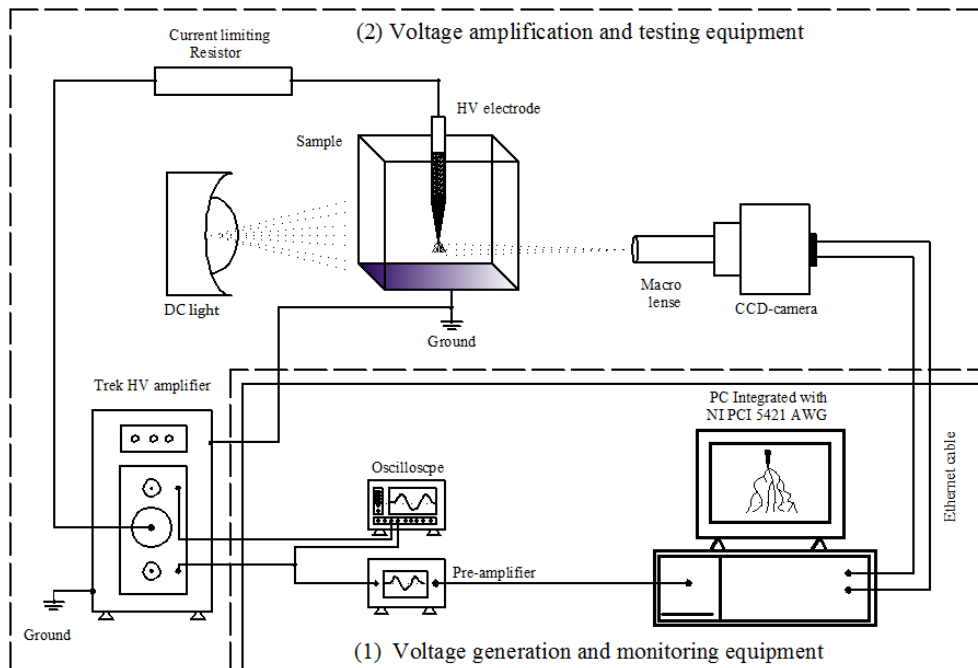 (2) Voltage amplification and testing equipment
Current limiting
Resistor
HV electrode
Sample
DC light
Macro
lense
CCD-camera
Ground
Trek HV amplifier
PC Integrated with
NI PCI 5421 AWG
Oscilloscpe
Ethernet cable
Pre-amplifier
Ground
(1) Voltage generation and monitoring equipment